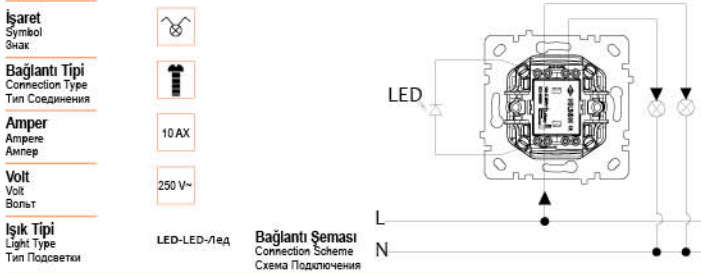 İşaret
Symbol
Знак
Bağlantı Tipi
Connection Type
Тип Соединения
Amper
Ampere
Ампер
10 AX
Volt
Volt
Вольт
250 V~
Işık Tipi
Light Type
Тип Подсветки
LED-LED-Лед
Bağlantı Şeması
Connection Scheme
Схема Подключения
LED
L
N